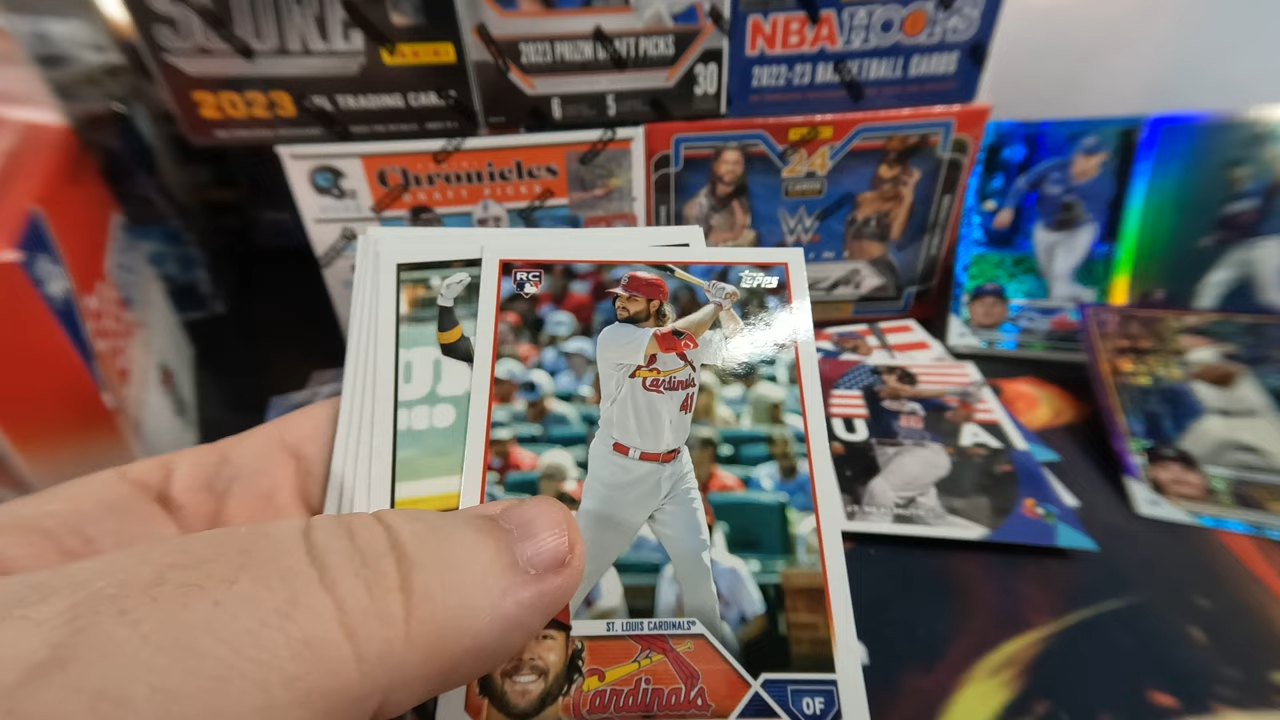 SCORE
PANINI
2023
NFL TRADING CARDS
2023 PRIZM DRAFT PICKS
6
5
30
NBA HOOPS
2022-23 BASKETBALL CARDS
Chronicles
DRAFT PICKS
24
CARDS
W
RC
Topps
Cardinals
41
ST. LOUIS CARDINALS®
Cardinals
OF
U
A